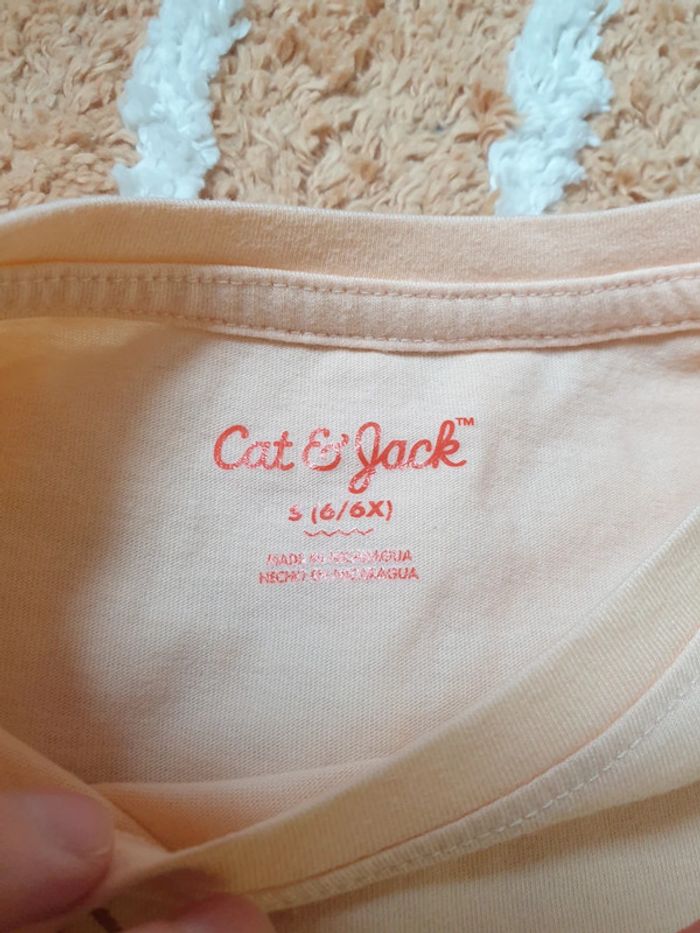 Cat & Jack™
S (6/6X)
MADE IN NICARAGUA
HECHO EN NICARAGUA